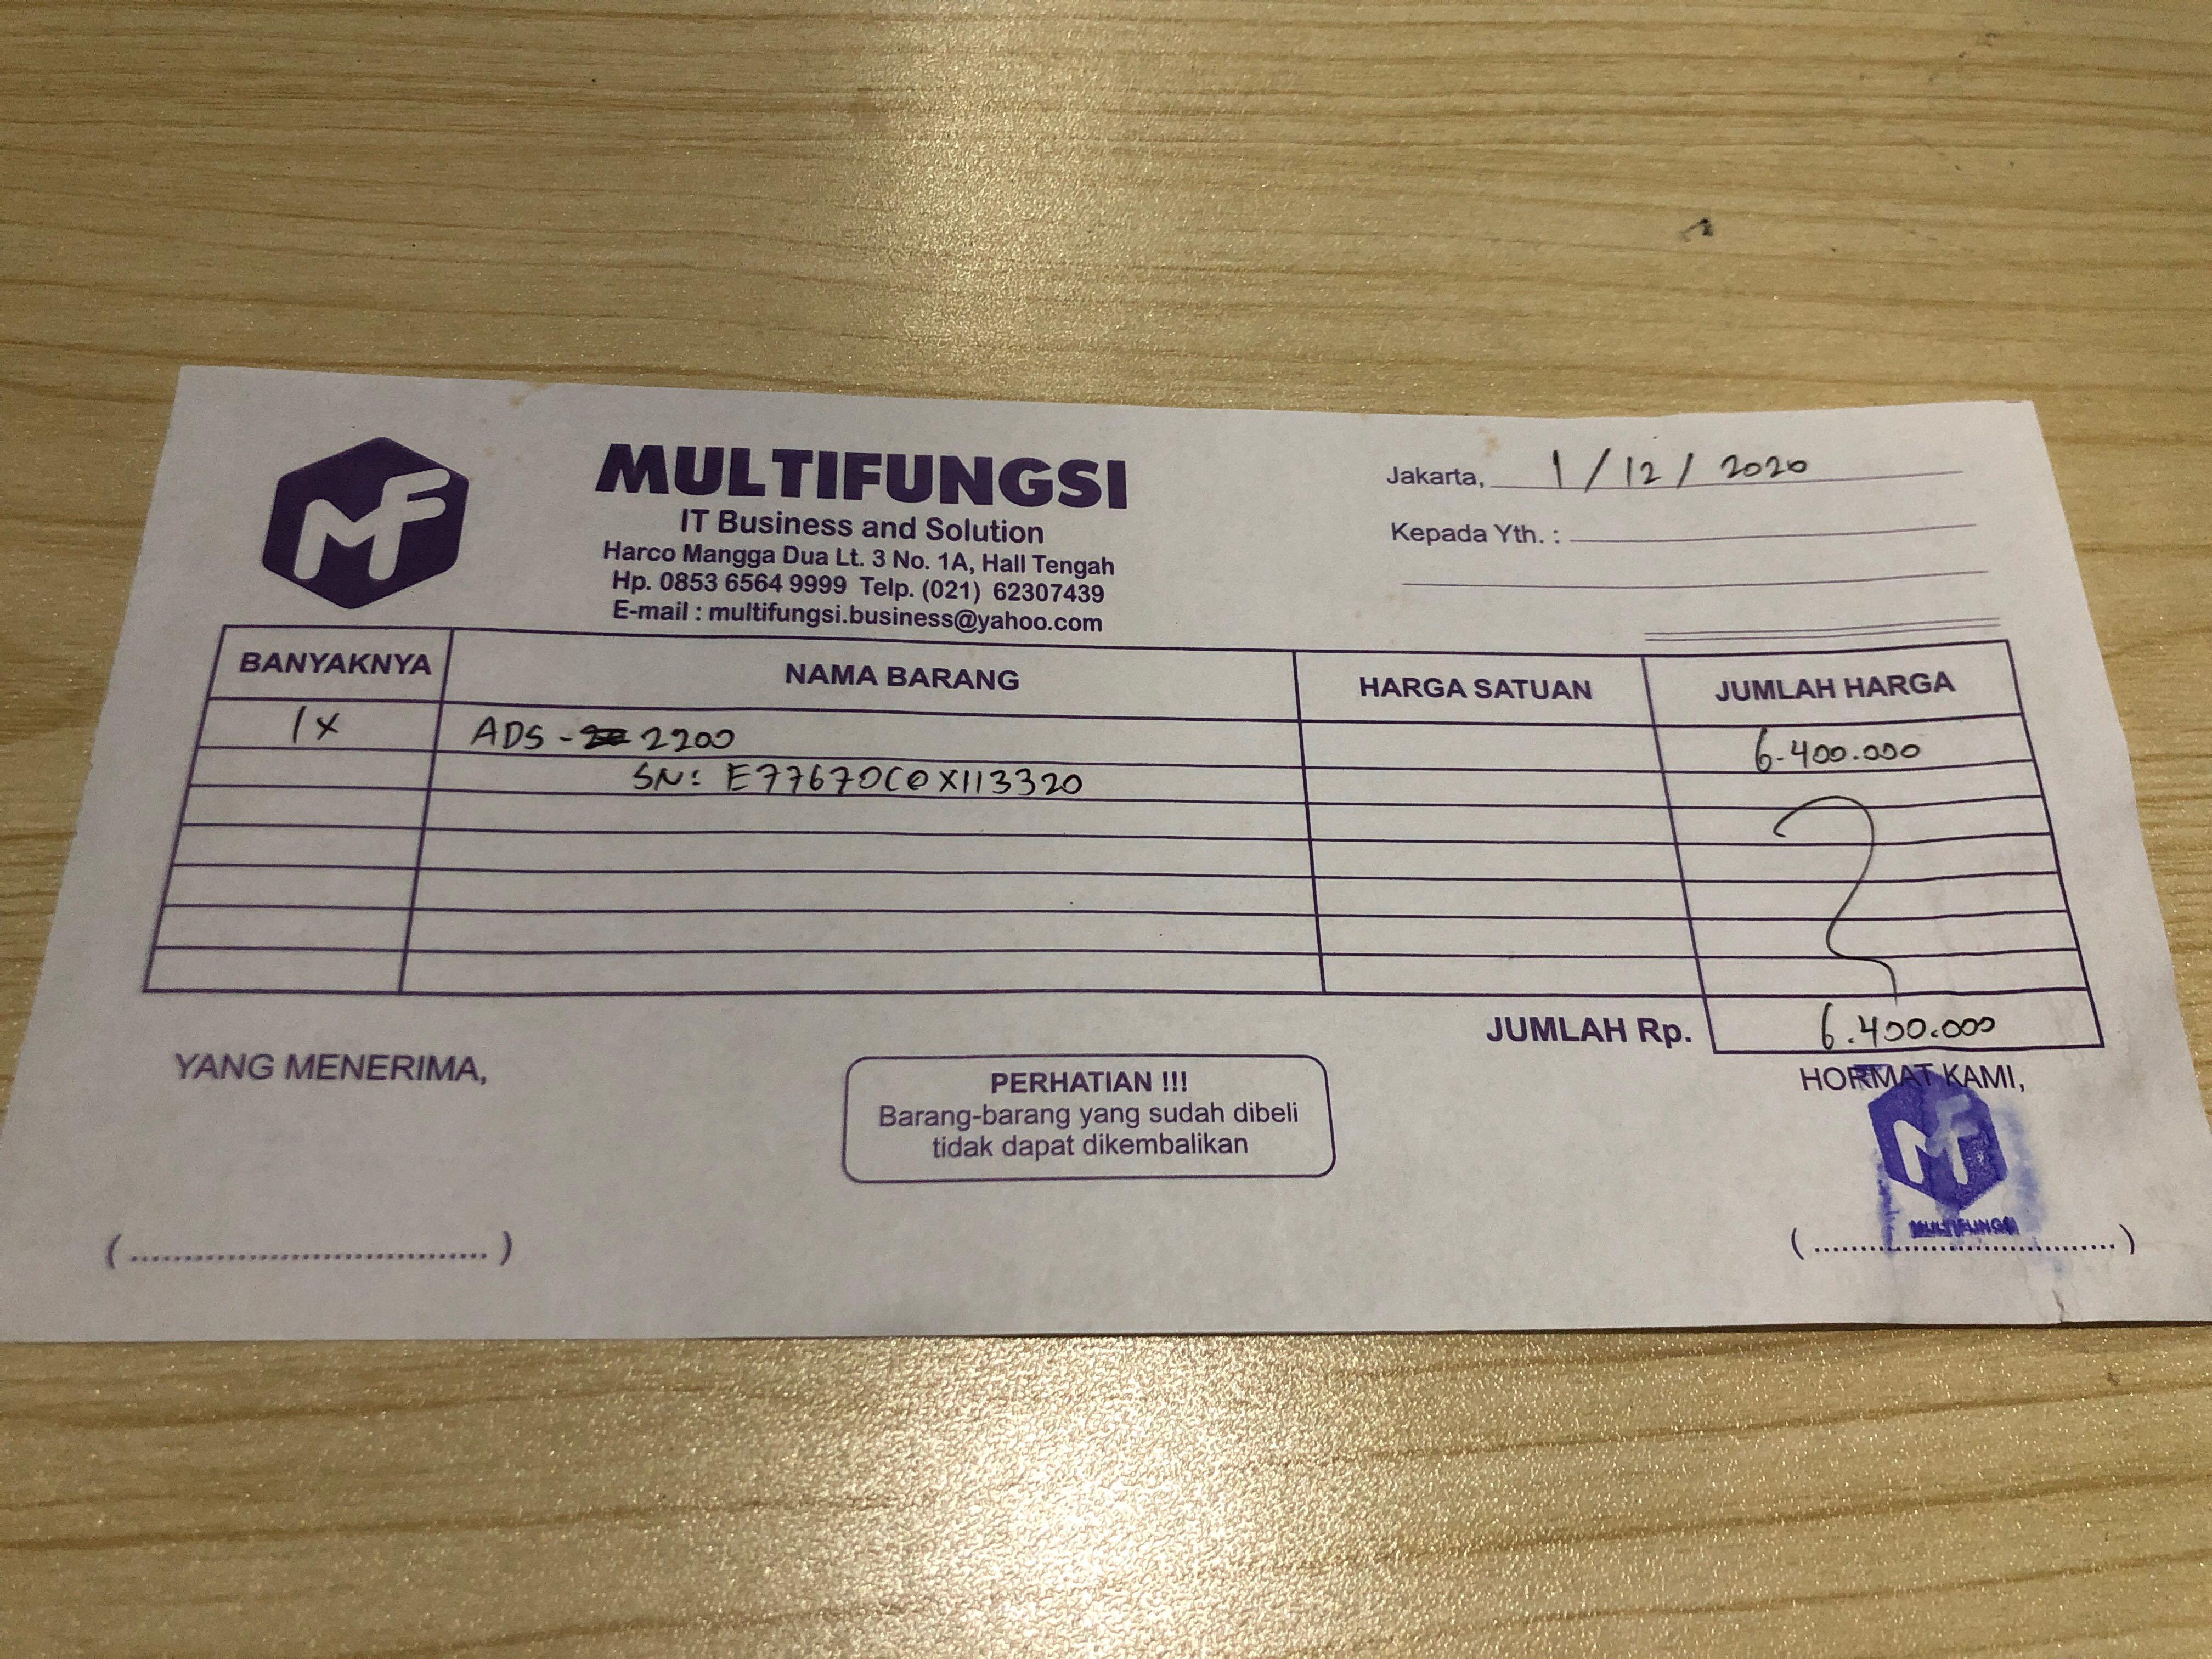 MF
MULTIFUNGSI
IT Business and Solution
Harco Mangga Dua Lt. 3 No. 1A, Hall Tengah
Hp. 0853 6564 9999 Telp. (021) 62307439
E-mail : multifungsi.business@yahoo.com
Jakarta, 1 / 12 / 2020
Kepada Yth. :
BANYAKNYA NAMA BARANG HARGA SATUAN JUMLAH HARGA
1 X ADS - 2200 6.400.000
SN: E77670C0X113320
JUMLAH Rp. 6.400.000
YANG MENERIMA,
PERHATIAN !!!
Barang-barang yang sudah dibeli
tidak dapat dikembalikan
HORMAT KAMI,
MF
MULTIFUNGSI
(....................................)
(....................................)